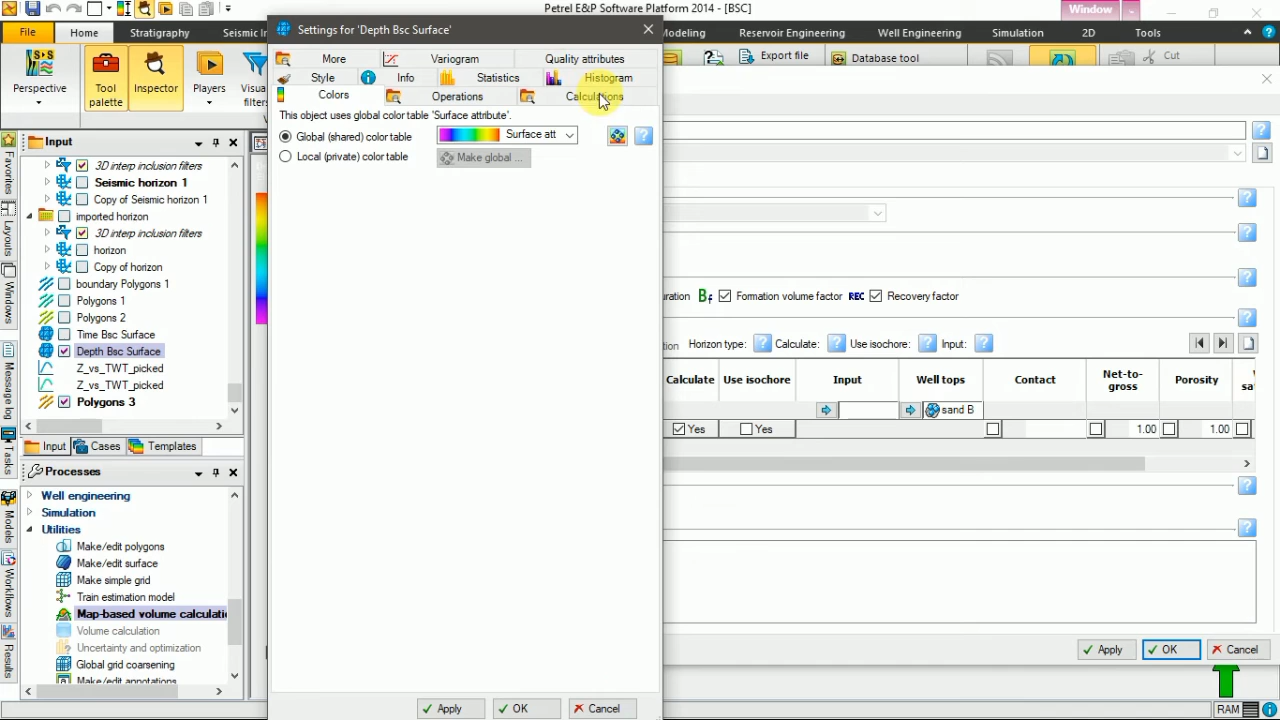 Petrel E&P Software Platform 2014 - [BSC]
Window
File
Home
Stratigraphy
Seismic In
Modeling
Reservoir Engineering
Well Engineering
Simulation
2D
Tools
Perspective
Tool palette
Inspector
Players
Visual filters
Export file
Database tool
Cut
Settings for 'Depth Bsc Surface'
More
Variogram
Quality attributes
Style
Info
Statistics
Histogram
Colors
Operations
Calculations
This object uses global color table 'Surface attribute'.
Global (shared) color table
Surface att
Local (private) color table
Make global ...
Favorites
Layouts
Windows
Message log
Tasks
Models
Workflows
Results
Input
3D interp inclusion filters
Seismic horizon 1
Copy of Seismic horizon 1
imported horizon
3D interp inclusion filters
horizon
Copy of horizon
boundary Polygons 1
Polygons 1
Polygons 2
Time Bsc Surface
Depth Bsc Surface
Z_vs_TWT_picked
Z_vs_TWT_picked
Polygons 3
Input
Cases
Templates
Processes
Well engineering
Simulation
Utilities
Make/edit polygons
Make/edit surface
Make simple grid
Train estimation model
Map-based volume calculati
Volume calculation
Uncertainty and optimization
Global grid coarsening
Make/edit annotations
uration
Formation volume factor
REC
Recovery factor
tion
Horizon type:
Calculate:
Use isochore:
Input:
Calculate
Use isochore
Input
Well tops
Contact
Net-to-gross
Porosity
sand B
Yes
Yes
1.00
1.00
Apply
OK
Cancel
Apply
OK
Cancel
RAM